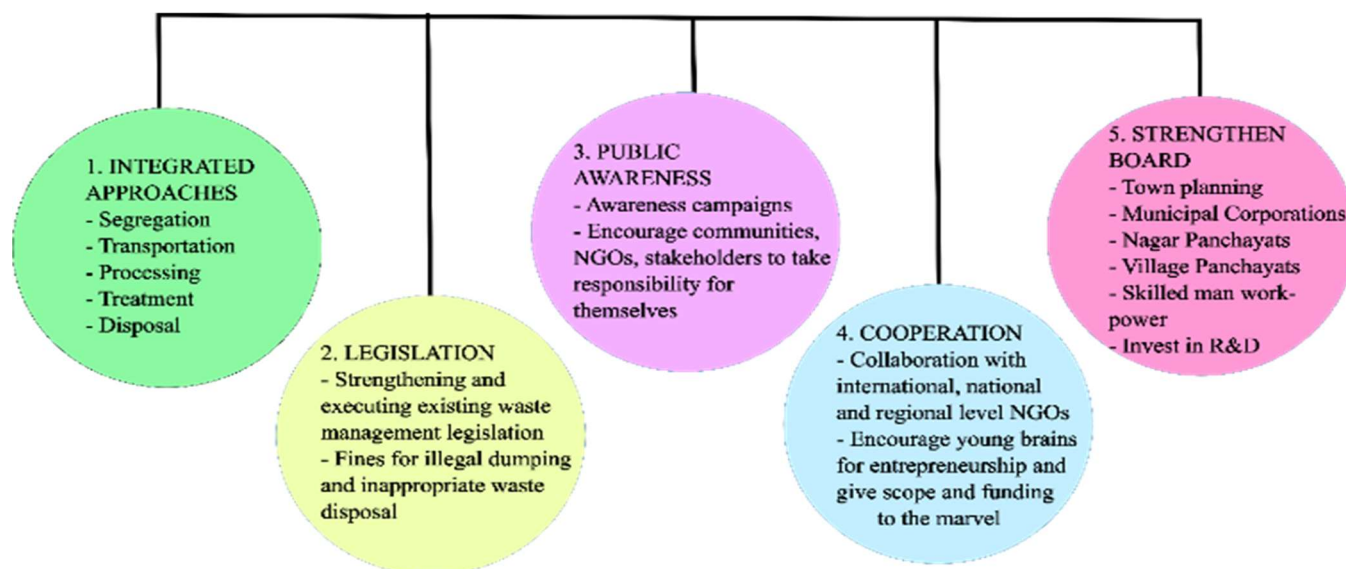 1. INTEGRATED
APPROACHES
- Segregation
- Transportation
- Processing
- Treatment
- Disposal
2. LEGISLATION
- Strengthening and
executing existing waste
management legislation
- Fines for illegal dumping
and inappropriate waste
disposal
3. PUBLIC
AWARENESS
- Awareness campaigns
- Encourage communities,
NGOs, stakeholders to take
responsibility for
themselves
4. COOPERATION
- Collaboration with
international, national
and regional level NGOs
- Encourage young brains
for entrepreneurship and
give scope and funding
to the marvel
5. STRENGTHEN
BOARD
- Town planning
- Municipal Corporations
- Nagar Panchayats
- Village Panchayats
- Skilled man work-
power
- Invest in R&D